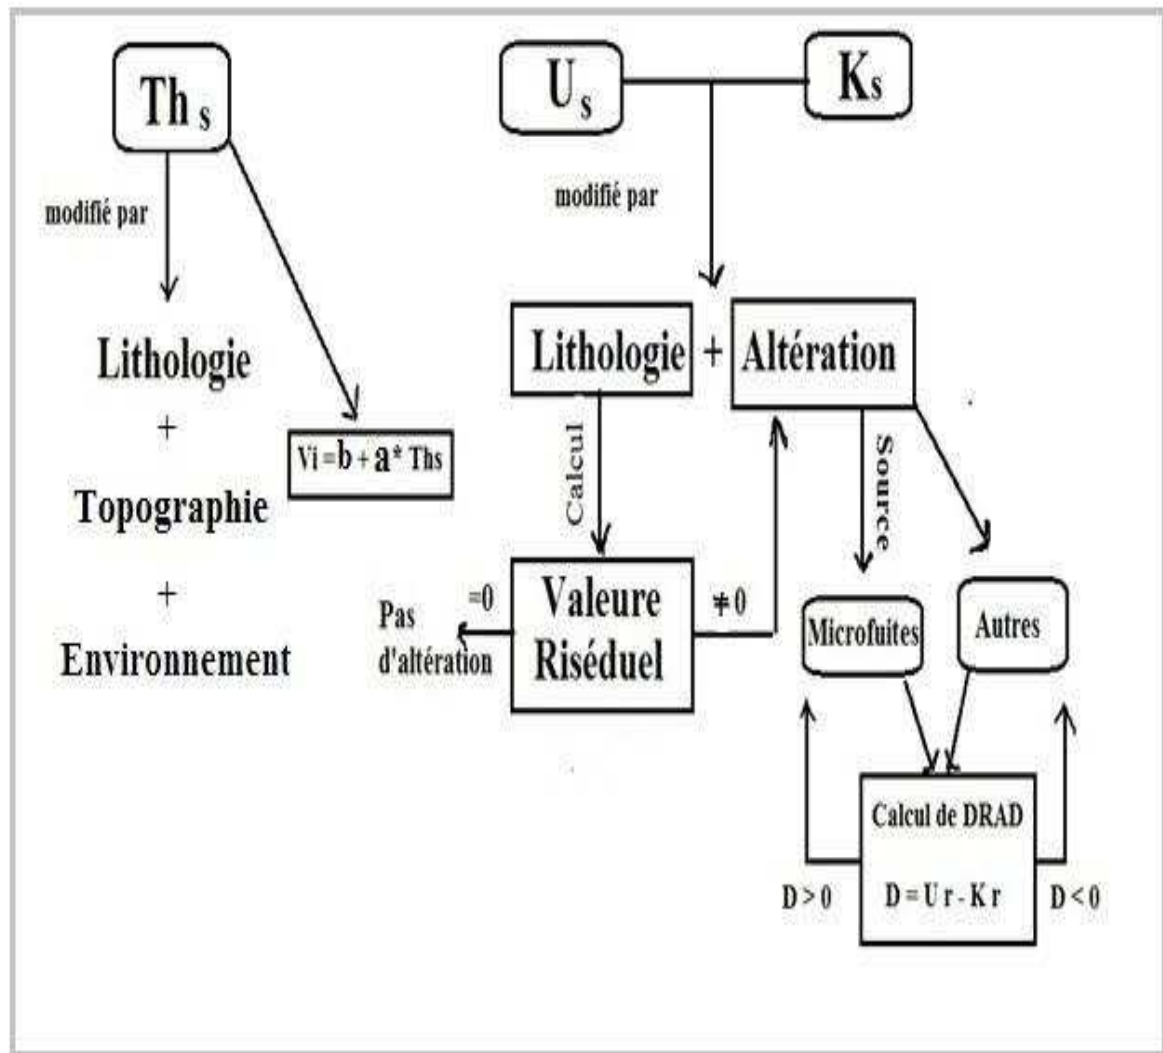 Th s
U s
Ks
modifié par
modifié par
Lithologie
+
Topographie
+
Environnement
Vi = b + a * Ths
Lithologie + Altération
Calcul
Source
Pas
d'altération
=0
Valeure
Riséduel
≠ 0
Microfuites
Autres
Calcul de DRAD
D = U r - K r
D > 0
D < 0